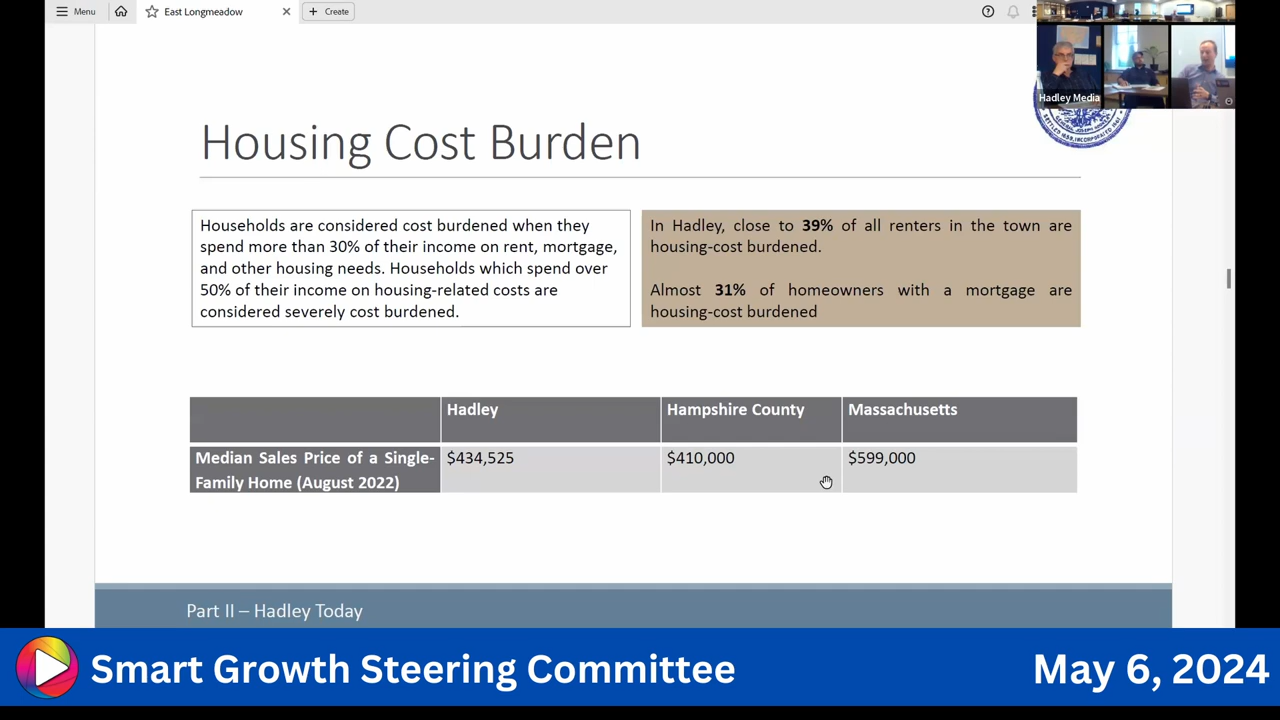 Menu
East Longmeadow
+ Create
Hadley Media
SETTLED 1659, INCORPORATED 1661
Housing Cost Burden
Households are considered cost burdened when they
spend more than 30% of their income on rent, mortgage,
and other housing needs. Households which spend over
50% of their income on housing-related costs are
considered severely cost burdened.
In Hadley, close to 39% of all renters in the town are
housing-cost burdened.
Almost 31% of homeowners with a mortgage are
housing-cost burdened
Hadley
Hampshire County
Massachusetts
Median Sales Price of a Single-
Family Home (August 2022)
$434,525
$410,000
$599,000
Part II – Hadley Today
Smart Growth Steering Committee
May 6, 2024